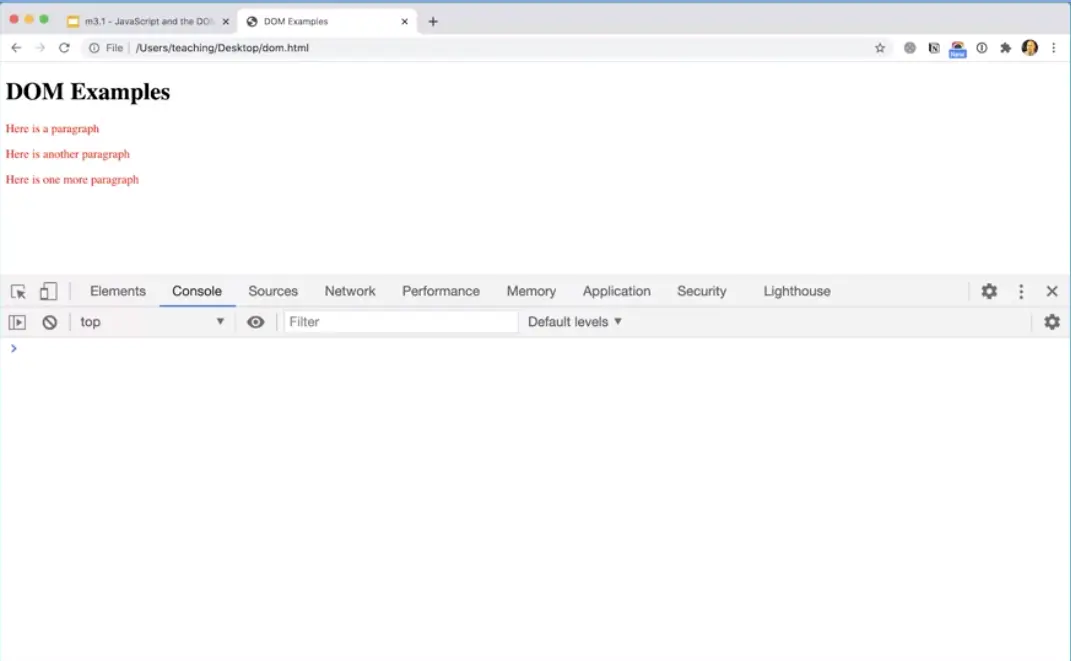 m3.1 - JavaScript and the DOM
DOM Examples
File | /Users/teaching/Desktop/dom.html
New
DOM Examples
Here is a paragraph
Here is another paragraph
Here is one more paragraph
Elements Console Sources Network Performance Memory Application Security Lighthouse
top Filter Default levels